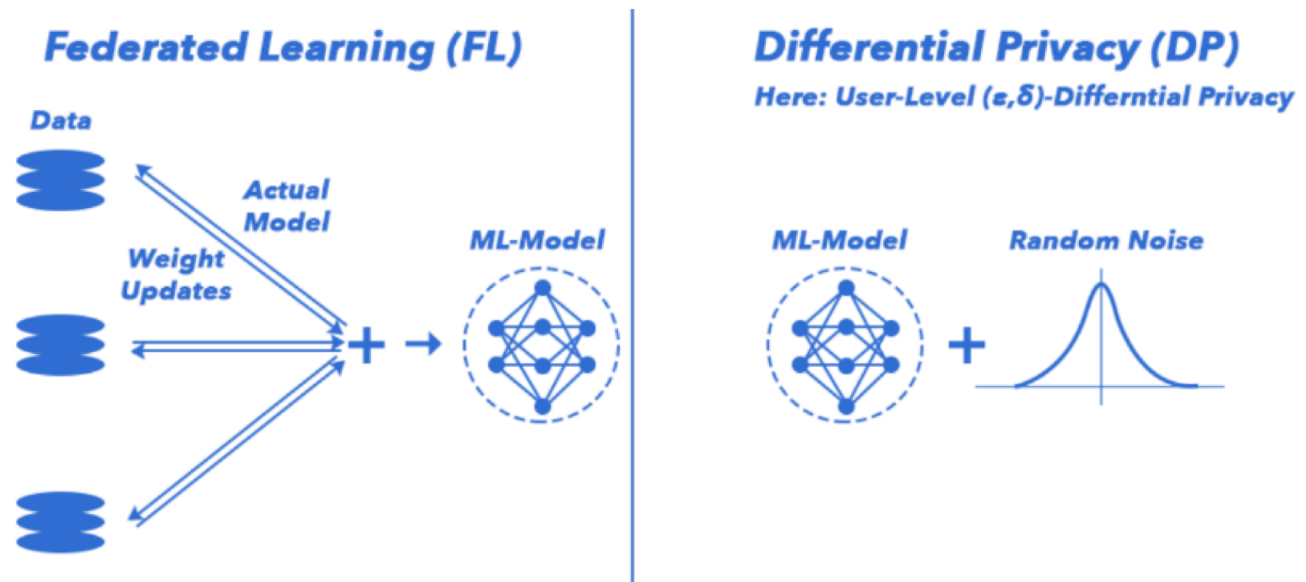 Federated Learning (FL)
Data
Actual
Model
Weight
Updates
ML-Model
Differential Privacy (DP)
Here: User-Level (ε,δ)-Differntial Privacy
ML-Model
Random Noise